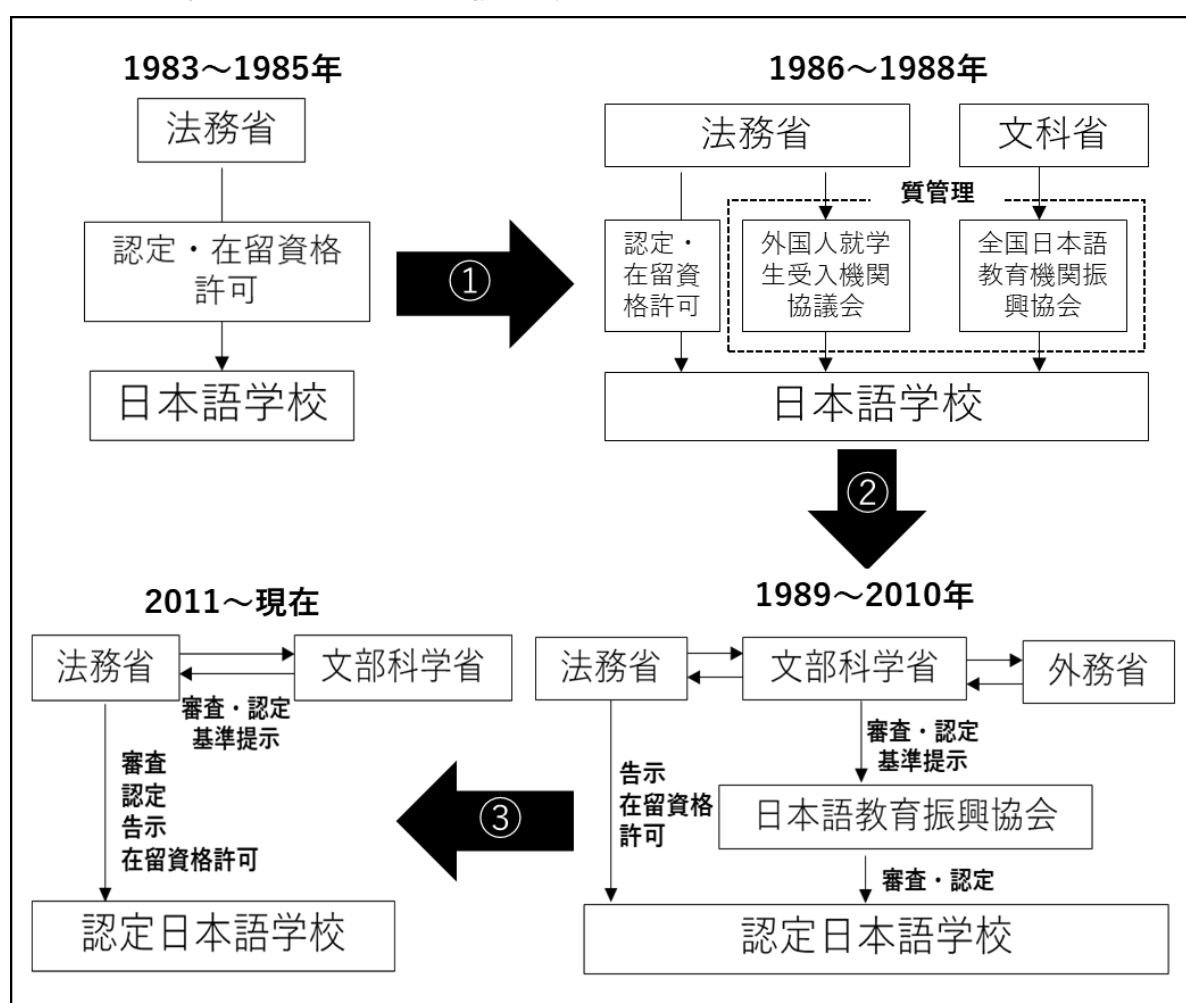 1983～1985年
法務省
認定・在留資格
許可
日本語学校
①
1986～1988年
法務省
文科省
質管理
認定・
在留資
格許可
外国人就学
生受入機関
協議会
全国日本語
教育機関振
興協会
日本語学校
②
1989～2010年
法務省
文部科学省
外務省
審査・認定
基準提示
告示
在留資格
許可
日本語教育振興協会
審査・認定
認定日本語学校
③
2011～現在
法務省
文部科学省
審査・認定
基準提示
審査
認定
告示
在留資格許可
認定日本語学校